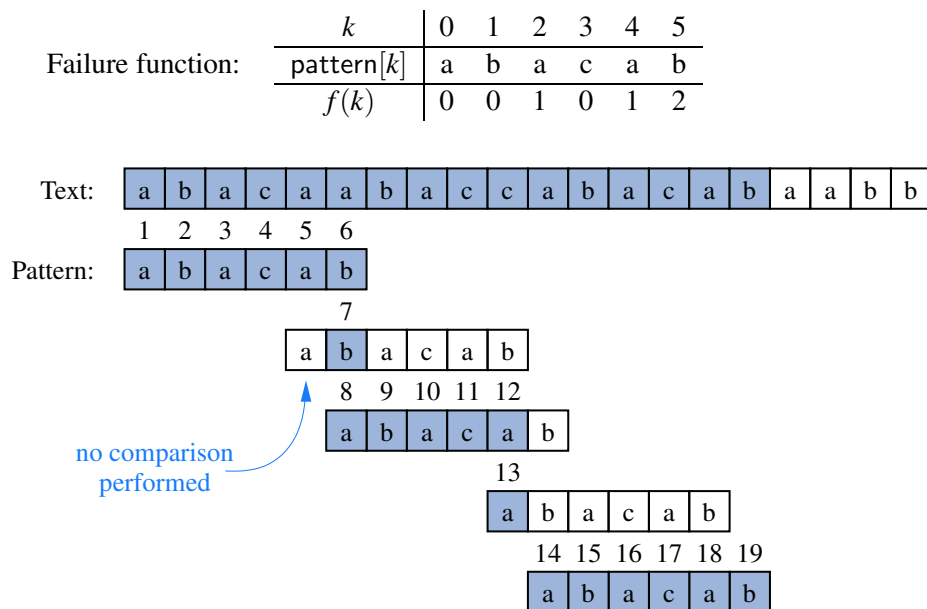 k 0 1 2 3 4 5
Failure function: pattern[k] a b a c a b
f(k) 0 0 1 0 1 2
Text: a b a c a a b a c c a b a c a b a a b b
1 2 3 4 5 6
Pattern: a b a c a b
7
a b a c a b
8 9 10 11 12
a b a c a b
no comparison
performed
13
a b a c a b
14 15 16 17 18 19
a b a c a b